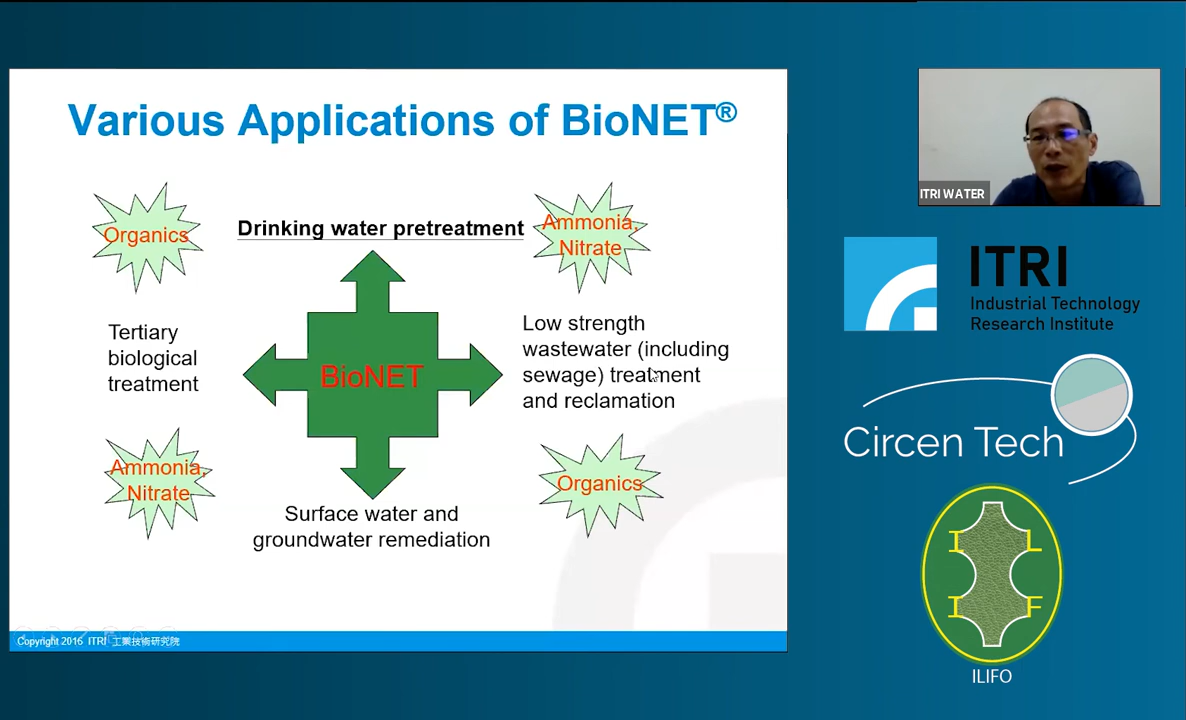 Various Applications of BioNET®
Organics
Drinking water pretreatment
Ammonia,
Nitrate
Tertiary
biological
treatment
BioNET
Low strength
wastewater (including
sewage) treatment
and reclamation
Ammonia,
Nitrate
Organics
Surface water and
groundwater remediation
Copyright 2016 ITRI 工業技術研究院
ITRI WATER
ITRI
Industrial Technology
Research Institute
Circen Tech
I L
I F
ILIFO